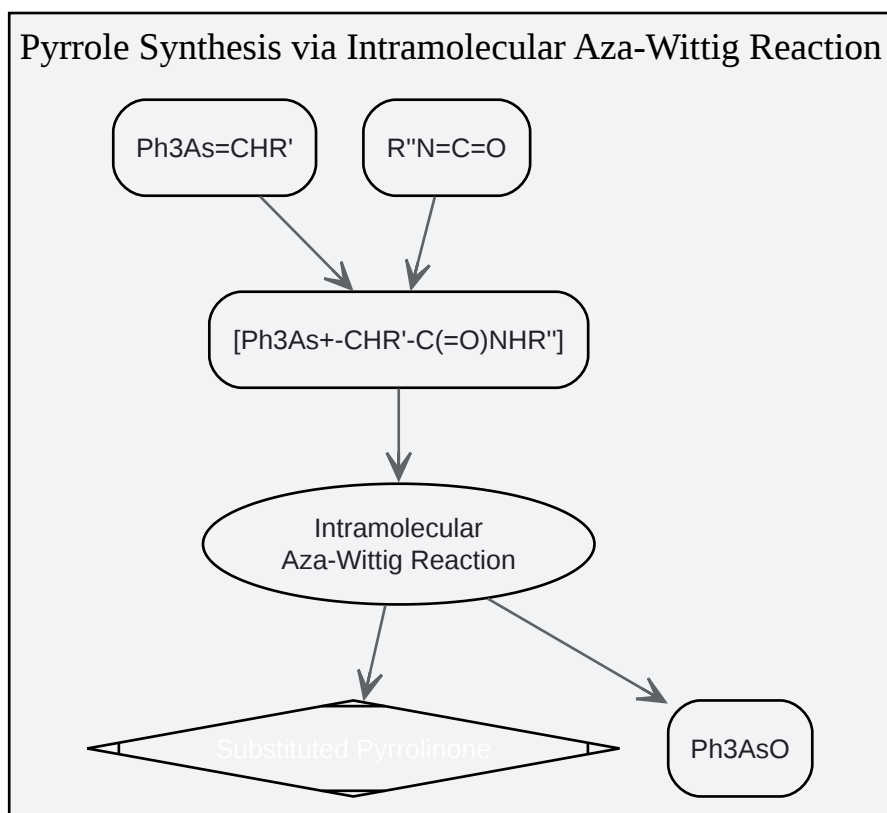 Pyrrole Synthesis via Intramolecular Aza-Wittig Reaction
Ph3As=CHR'
R''N=C=O
[Ph3As+-CHR'-C(=O)NHR'']
Intramolecular
Aza-Wittig Reaction
Substituted Pyrrolinone
Ph3AsO